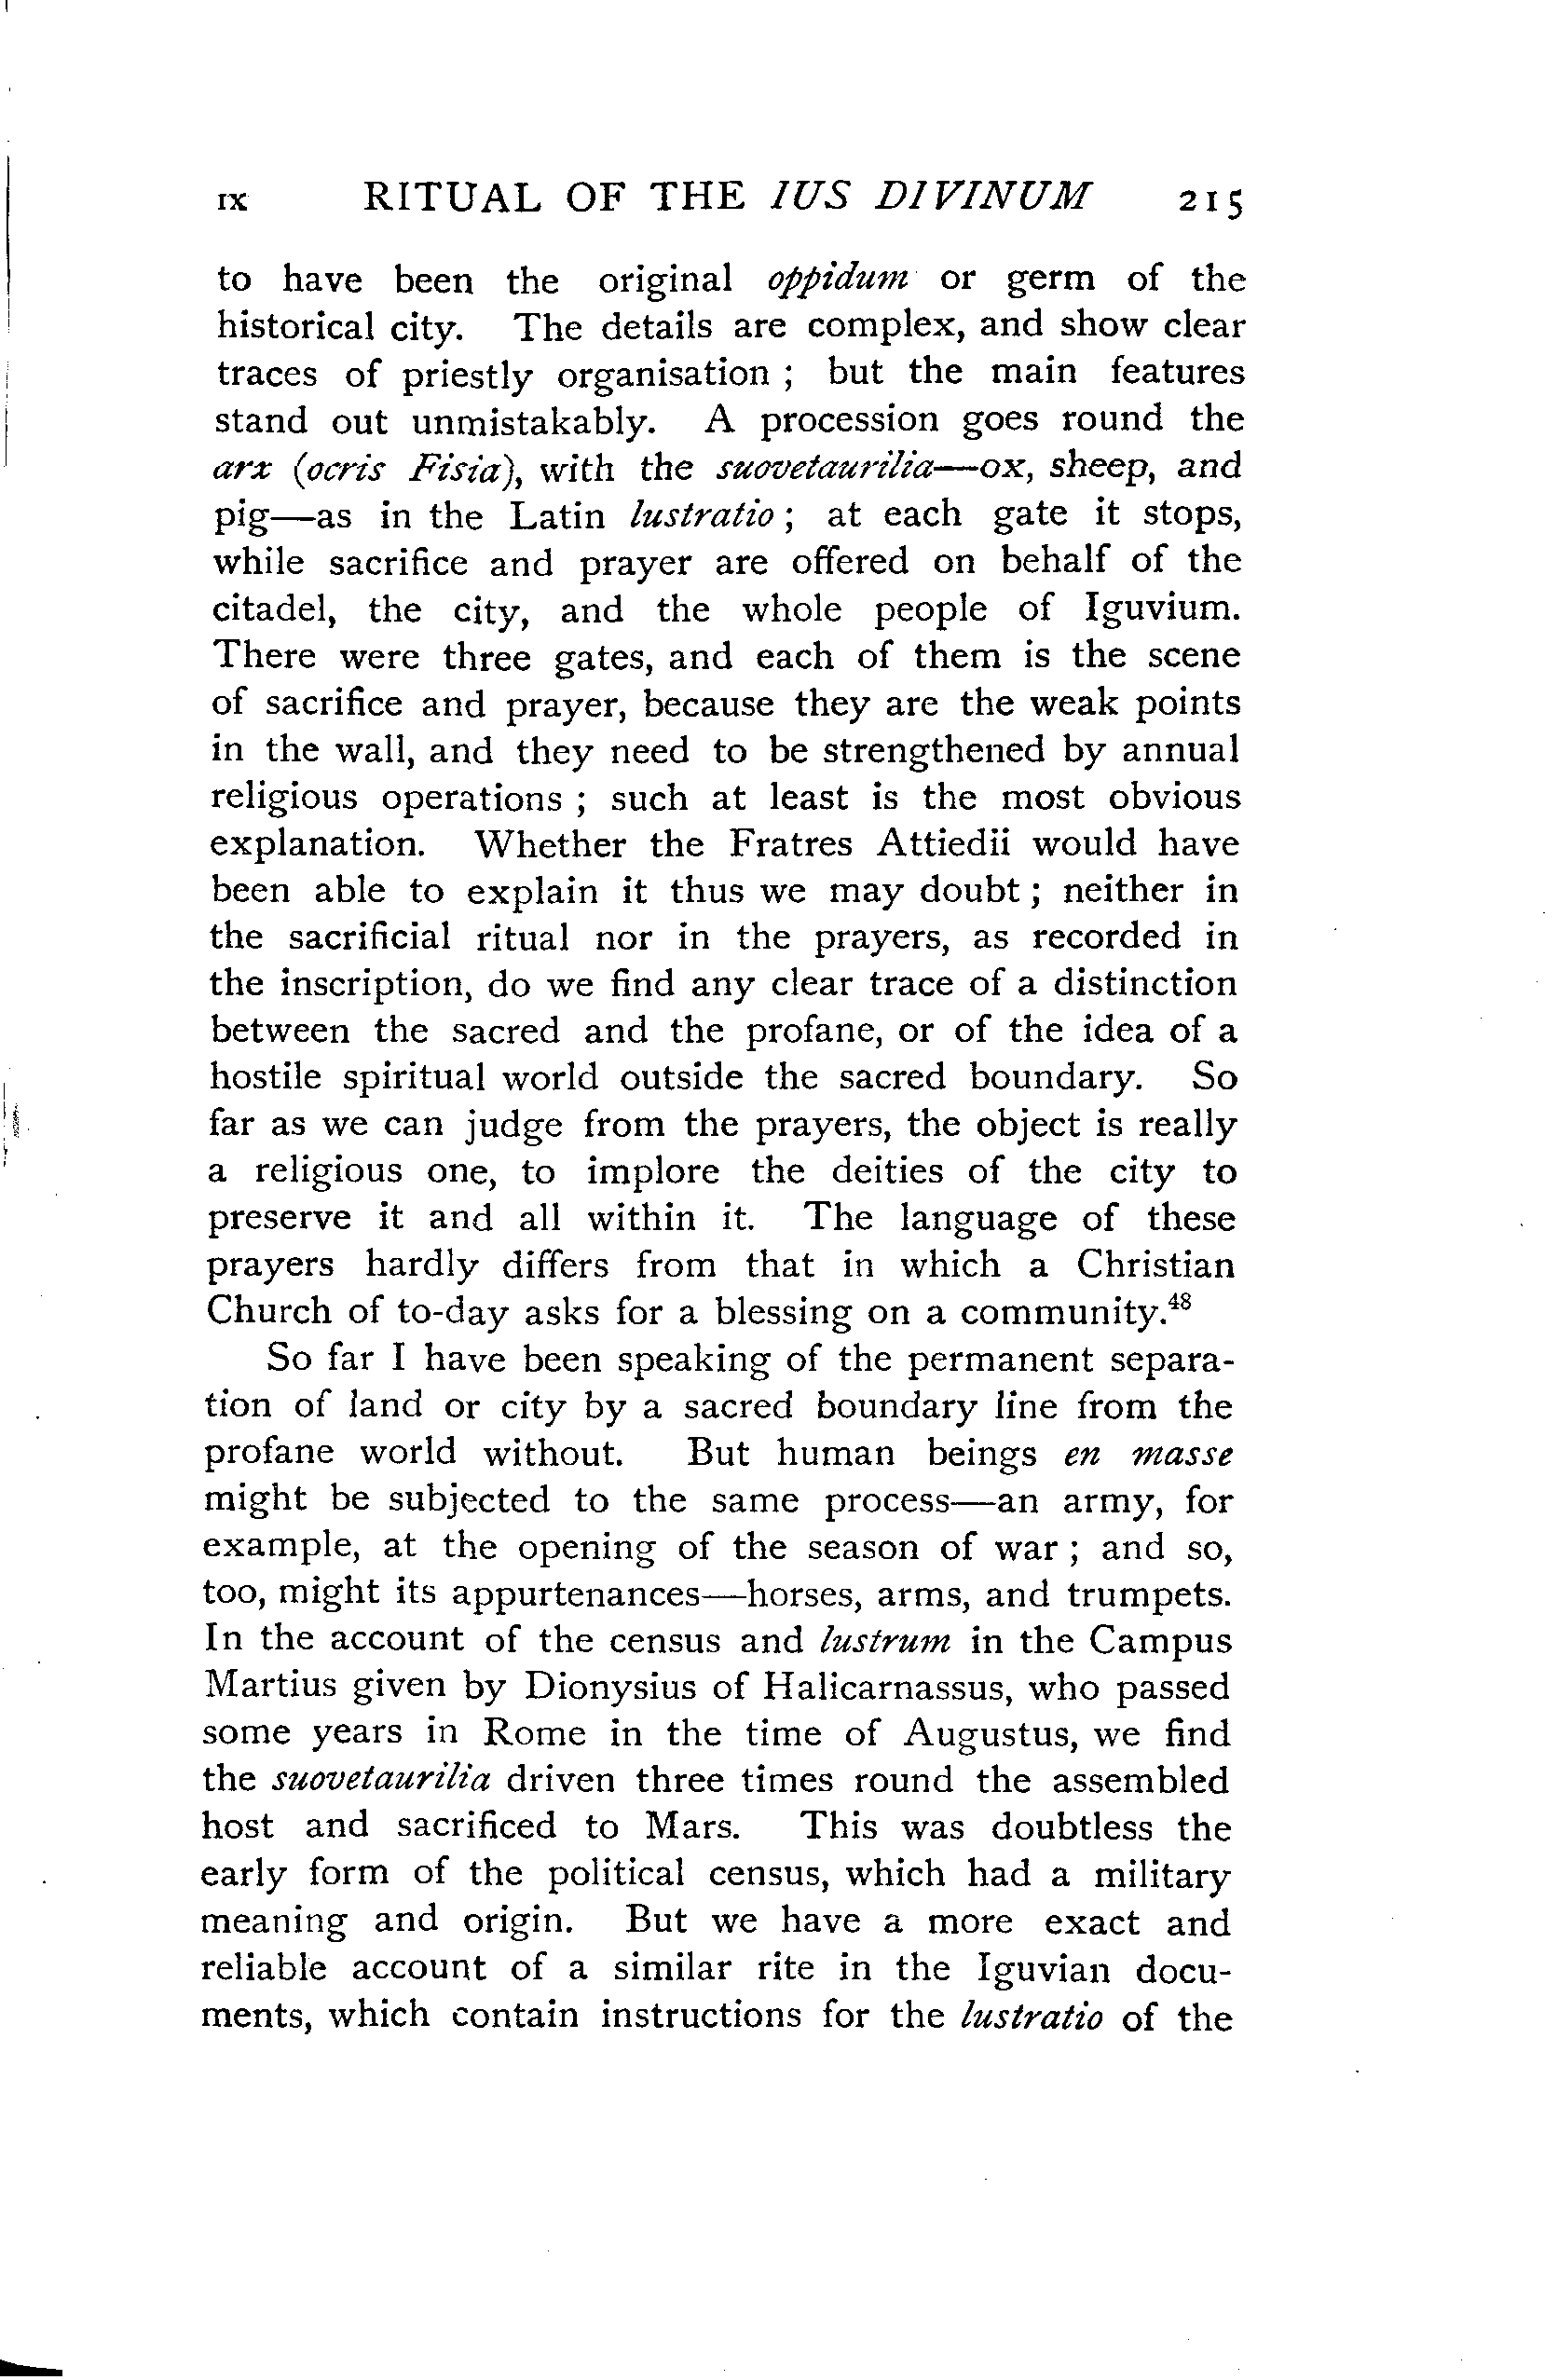 IX RITUAL OF THE IUS DIVINUM 215
to have been the original oppidum or germ of the
historical city. The details are complex, and show clear
traces of priestly organisation ; but the main features
stand out unmistakably. A procession goes round the
arx (ocris Fisia), with the suovetaurilia—ox, sheep, and
pig—as in the Latin lustratio ; at each gate it stops,
while sacrifice and prayer are offered on behalf of the
citadel, the city, and the whole people of Iguvium.
There were three gates, and each of them is the scene
of sacrifice and prayer, because they are the weak points
in the wall, and they need to be strengthened by annual
religious operations ; such at least is the most obvious
explanation. Whether the Fratres Attiedii would have
been able to explain it thus we may doubt ; neither in
the sacrificial ritual nor in the prayers, as recorded in
the inscription, do we find any clear trace of a distinction
between the sacred and the profane, or of the idea of a
hostile spiritual world outside the sacred boundary. So
far as we can judge from the prayers, the object is really
a religious one, to implore the deities of the city to
preserve it and all within it. The language of these
prayers hardly differs from that in which a Christian
Church of to-day asks for a blessing on a community.48
So far I have been speaking of the permanent separa-
tion of land or city by a sacred boundary line from the
profane world without. But human beings en masse
might be subjected to the same process—an army, for
example, at the opening of the season of war ; and so,
too, might its appurtenances—horses, arms, and trumpets.
In the account of the census and lustrum in the Campus
Martius given by Dionysius of Halicarnassus, who passed
some years in Rome in the time of Augustus, we find
the suovetaurilia driven three times round the assembled
host and sacrificed to Mars. This was doubtless the
early form of the political census, which had a military
meaning and origin. But we have a more exact and
reliable account of a similar rite in the Iguvian docu-
ments, which contain instructions for the lustratio of the